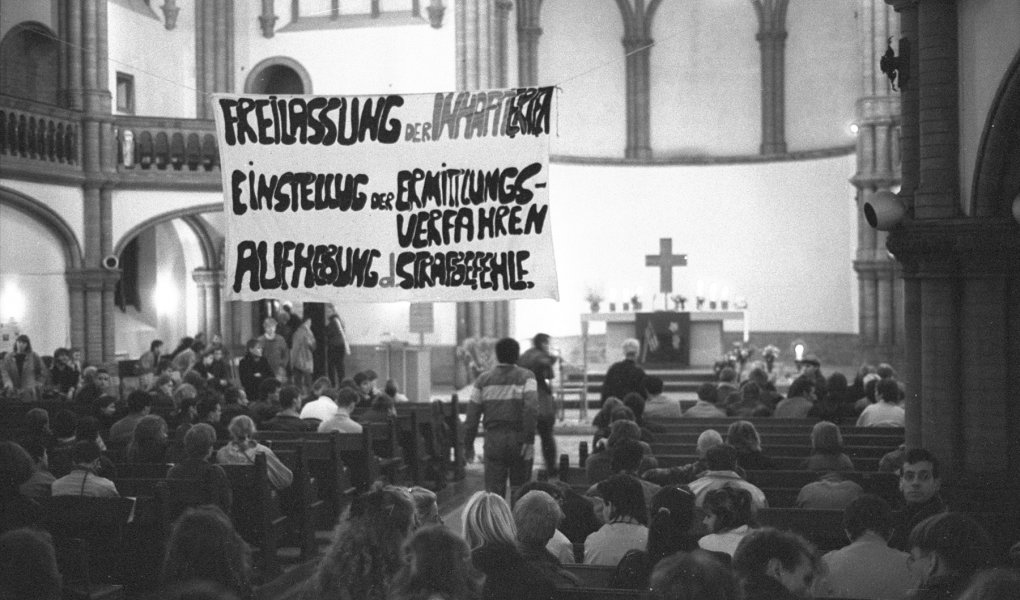 FREILASSUNG DER INHAFTIERTEN
EINSTELLUG DER ERMITTLUNGS-
VERFAHREN
AUFHEBUNG d. STRAFBEFEHLE.